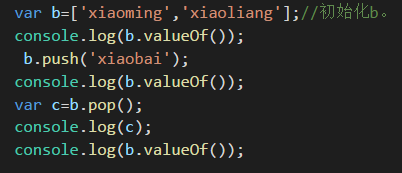 var b=['xiaoming','xiaoliang'];//初始化b。
console.log(b.valueOf());
b.push('xiaobai');
console.log(b.valueOf());
var c=b.pop();
console.log(c);
console.log(b.valueOf());